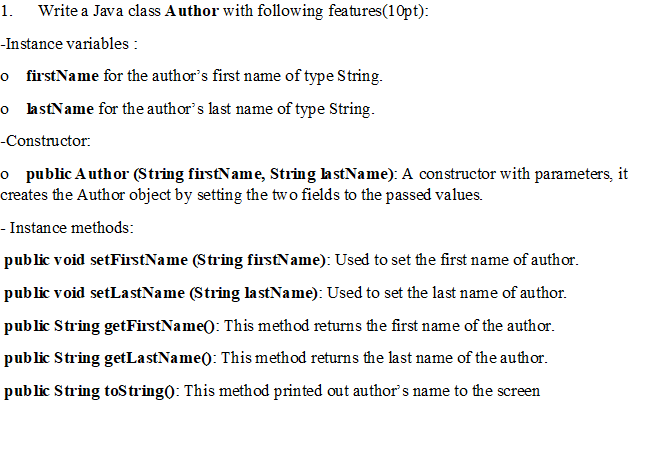 1. Write a Java class Author with following features(10pt):
-Instance variables :
o firstName for the author's first name of type String.
o lastName for the author's last name of type String.
-Constructor:
o public Author (String firstName, String lastName): A constructor with parameters, it
creates the Author object by setting the two fields to the passed values.
- Instance methods:
public void setFirstName (String firstName): Used to set the first name of author.
public void setLastName (String lastName): Used to set the last name of author.
public String getFirstName(): This method returns the first name of the author.
public String getLastName(): This method returns the last name of the author.
public String toString(): This method printed out author's name to the screen